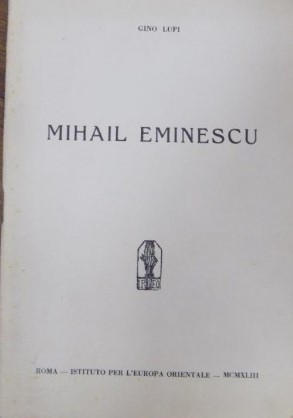 GINO LUPI
MIHAIL EMINESCU
ROMA — ISTITUTO PER L'EUROPA ORIENTALE — MCMXLIII